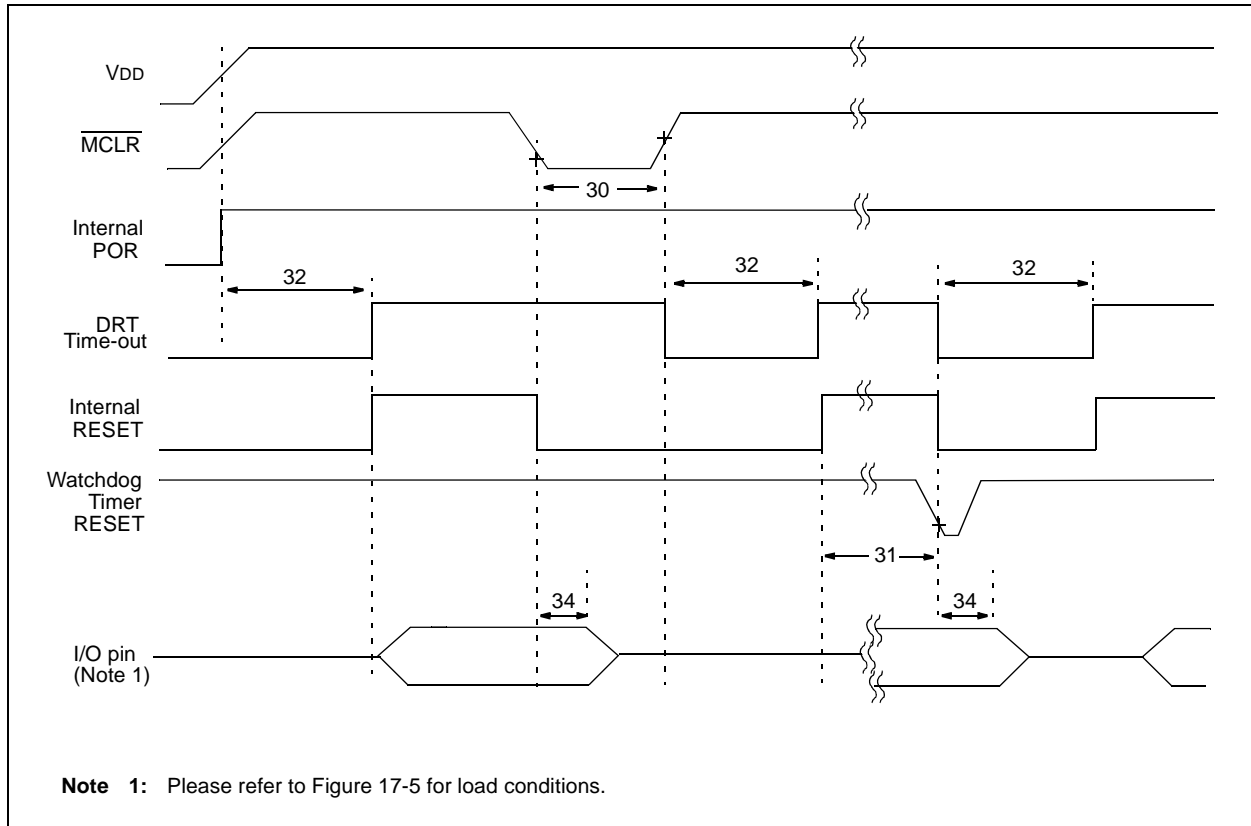 VDD
MCLR
30
Internal
POR
32
32
32
DRT
Time-out
Internal
RESET
Watchdog
Timer
RESET
31
34
34
I/O pin
(Note 1)
Note 1: Please refer to Figure 17-5 for load conditions.